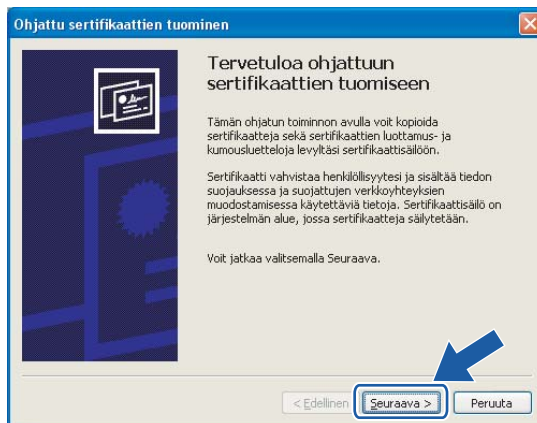 Ohjattu sertifikaattien tuominen
Tervetuloa ohjattuun
sertifikaattien tuomiseen
Tämän ohjatun toiminnon avulla voit kopioida
sertifikaatteja sekä sertifikaattien luottamus- ja
kumousluetteloja levyltäsi sertifikaattisäilöön.
Sertifikaatti vahvistaa henkilöllisyytesi ja sisältää tiedon
suojauksessa ja suojattujen verkkoyhteyksien
muodostamisessa käytettäviä tietoja. Sertifikaattisäilö on
järjestelmän alue, jossa sertifikaatteja säilytetään.
Voit jatkaa valitsemalla Seuraava.
< Edellinen Seuraava > Peruuta